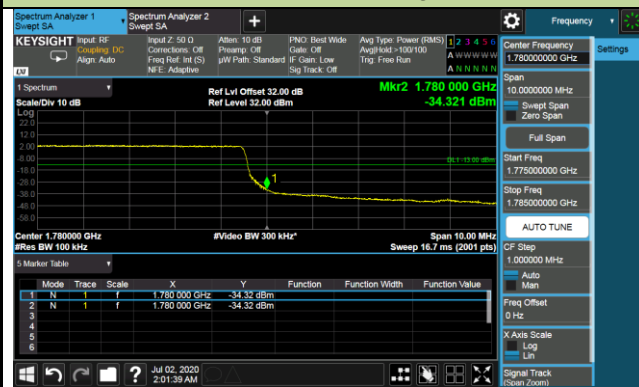 Spectrum Analyzer 1
Swept SA
Spectrum Analyzer 2
Swept SA
+
Frequency
KEYSIGHT
Input: RF
Coupling: DC
Align: Auto
Input Z: 50 Ω
Corrections: Off
Freq Ref: Int (S)
NFE: Adaptive
Atten: 10 dB
Preamp: Off
µW Path: Standard
PNO: Best Wide
Gate: Off
IF Gain: Low
Sig Track: Off
Avg Type: Power (RMS)
Avg|Hold:>100/100
Trig: Free Run
1 2 3 4 5 6
A W W W W W
A N N N N N
LXI
Center Frequency
1.780000000 GHz
Settings
Span
10.0000000 MHz
Swept Span
Zero Span
Full Span
Start Freq
1.775000000 GHz
Stop Freq
1.785000000 GHz
AUTO TUNE
CF Step
1.000000 MHz
Auto
Man
Freq Offset
0 Hz
X Axis Scale
Log
Lin
Signal Track
(Span Zoom)
1 Spectrum
Scale/Div 10 dB
Ref Lvl Offset 32.00 dB
Ref Level 32.00 dBm
Mkr2 1.780 000 GHz
-34.321 dBm
Log
22.0
12.0
2.00
-8.00
-18.0
-28.0
-38.0
-48.0
-58.0
DL1 -13.00 dBm
1
Center 1.780000 GHz
#Res BW 100 kHz
#Video BW 300 kHz*
Span 10.00 MHz
Sweep 16.7 ms (2001 pts)
5 Marker Table
Mode Trace Scale X Y Function Function Width Function Value
1 N 1 f 1.780 000 GHz -34.32 dBm
2 N 1 f 1.780 000 GHz -34.32 dBm
3
4
5
6
?
Jul 02, 2020
2:01:39 AM